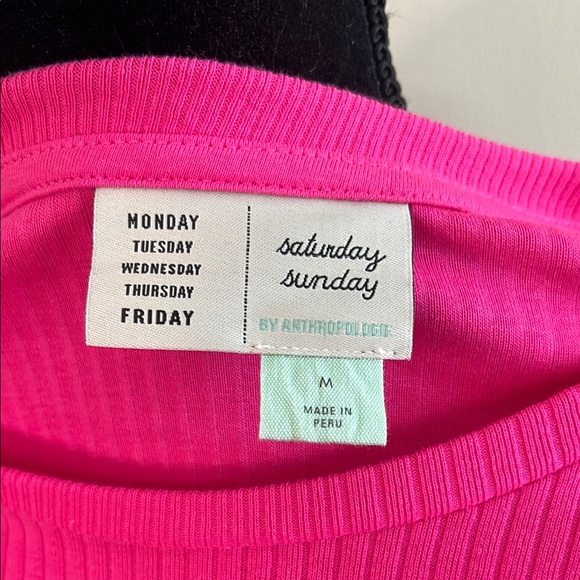 MONDAY
TUESDAY
WEDNESDAY
THURSDAY
FRIDAY
saturday
sunday
BY ANTHROPOLOGIE
M
MADE IN
PERU